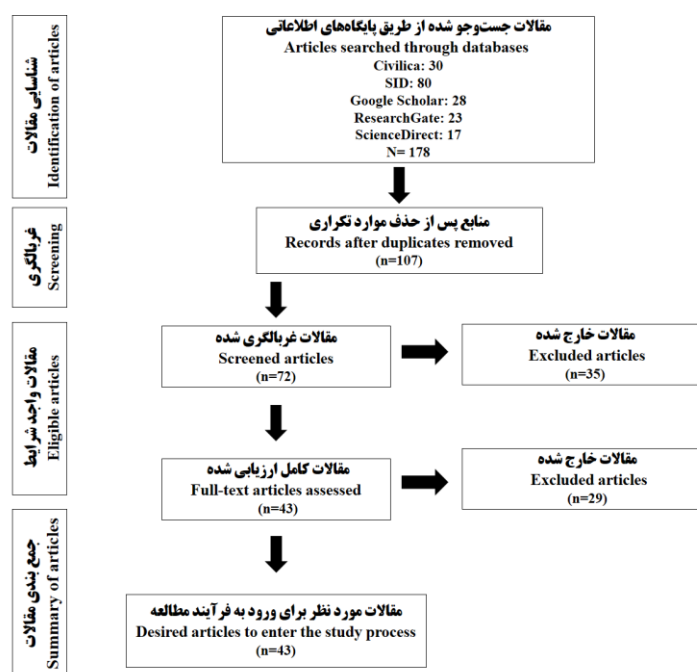 مقالات جست‌وجو شده از طریق پایگاه‌های اطلاعاتی
Articles searched through databases
Civilica: 30
SID: 80
Google Scholar: 28
ResearchGate: 23
ScienceDirect: 17
N= 178
شناسایی مقالات
Identification of articles
منابع پس از حذف موارد تکراری
Records after duplicates removed
(n=107)
غربالگری
Screening
مقالات غربالگری شده
Screened articles
(n=72)
مقالات خارج شده
Excluded articles
(n=35)
مقالات واجد شرایط
Eligible articles
مقالات کامل ارزیابی شده
Full-text articles assessed
(n=43)
مقالات خارج شده
Excluded articles
(n=29)
جمع بندی مقالات
Summary of articles
مقالات مورد نظر برای ورود به فرآیند مطالعه
Desired articles to enter the study process
(n=43)